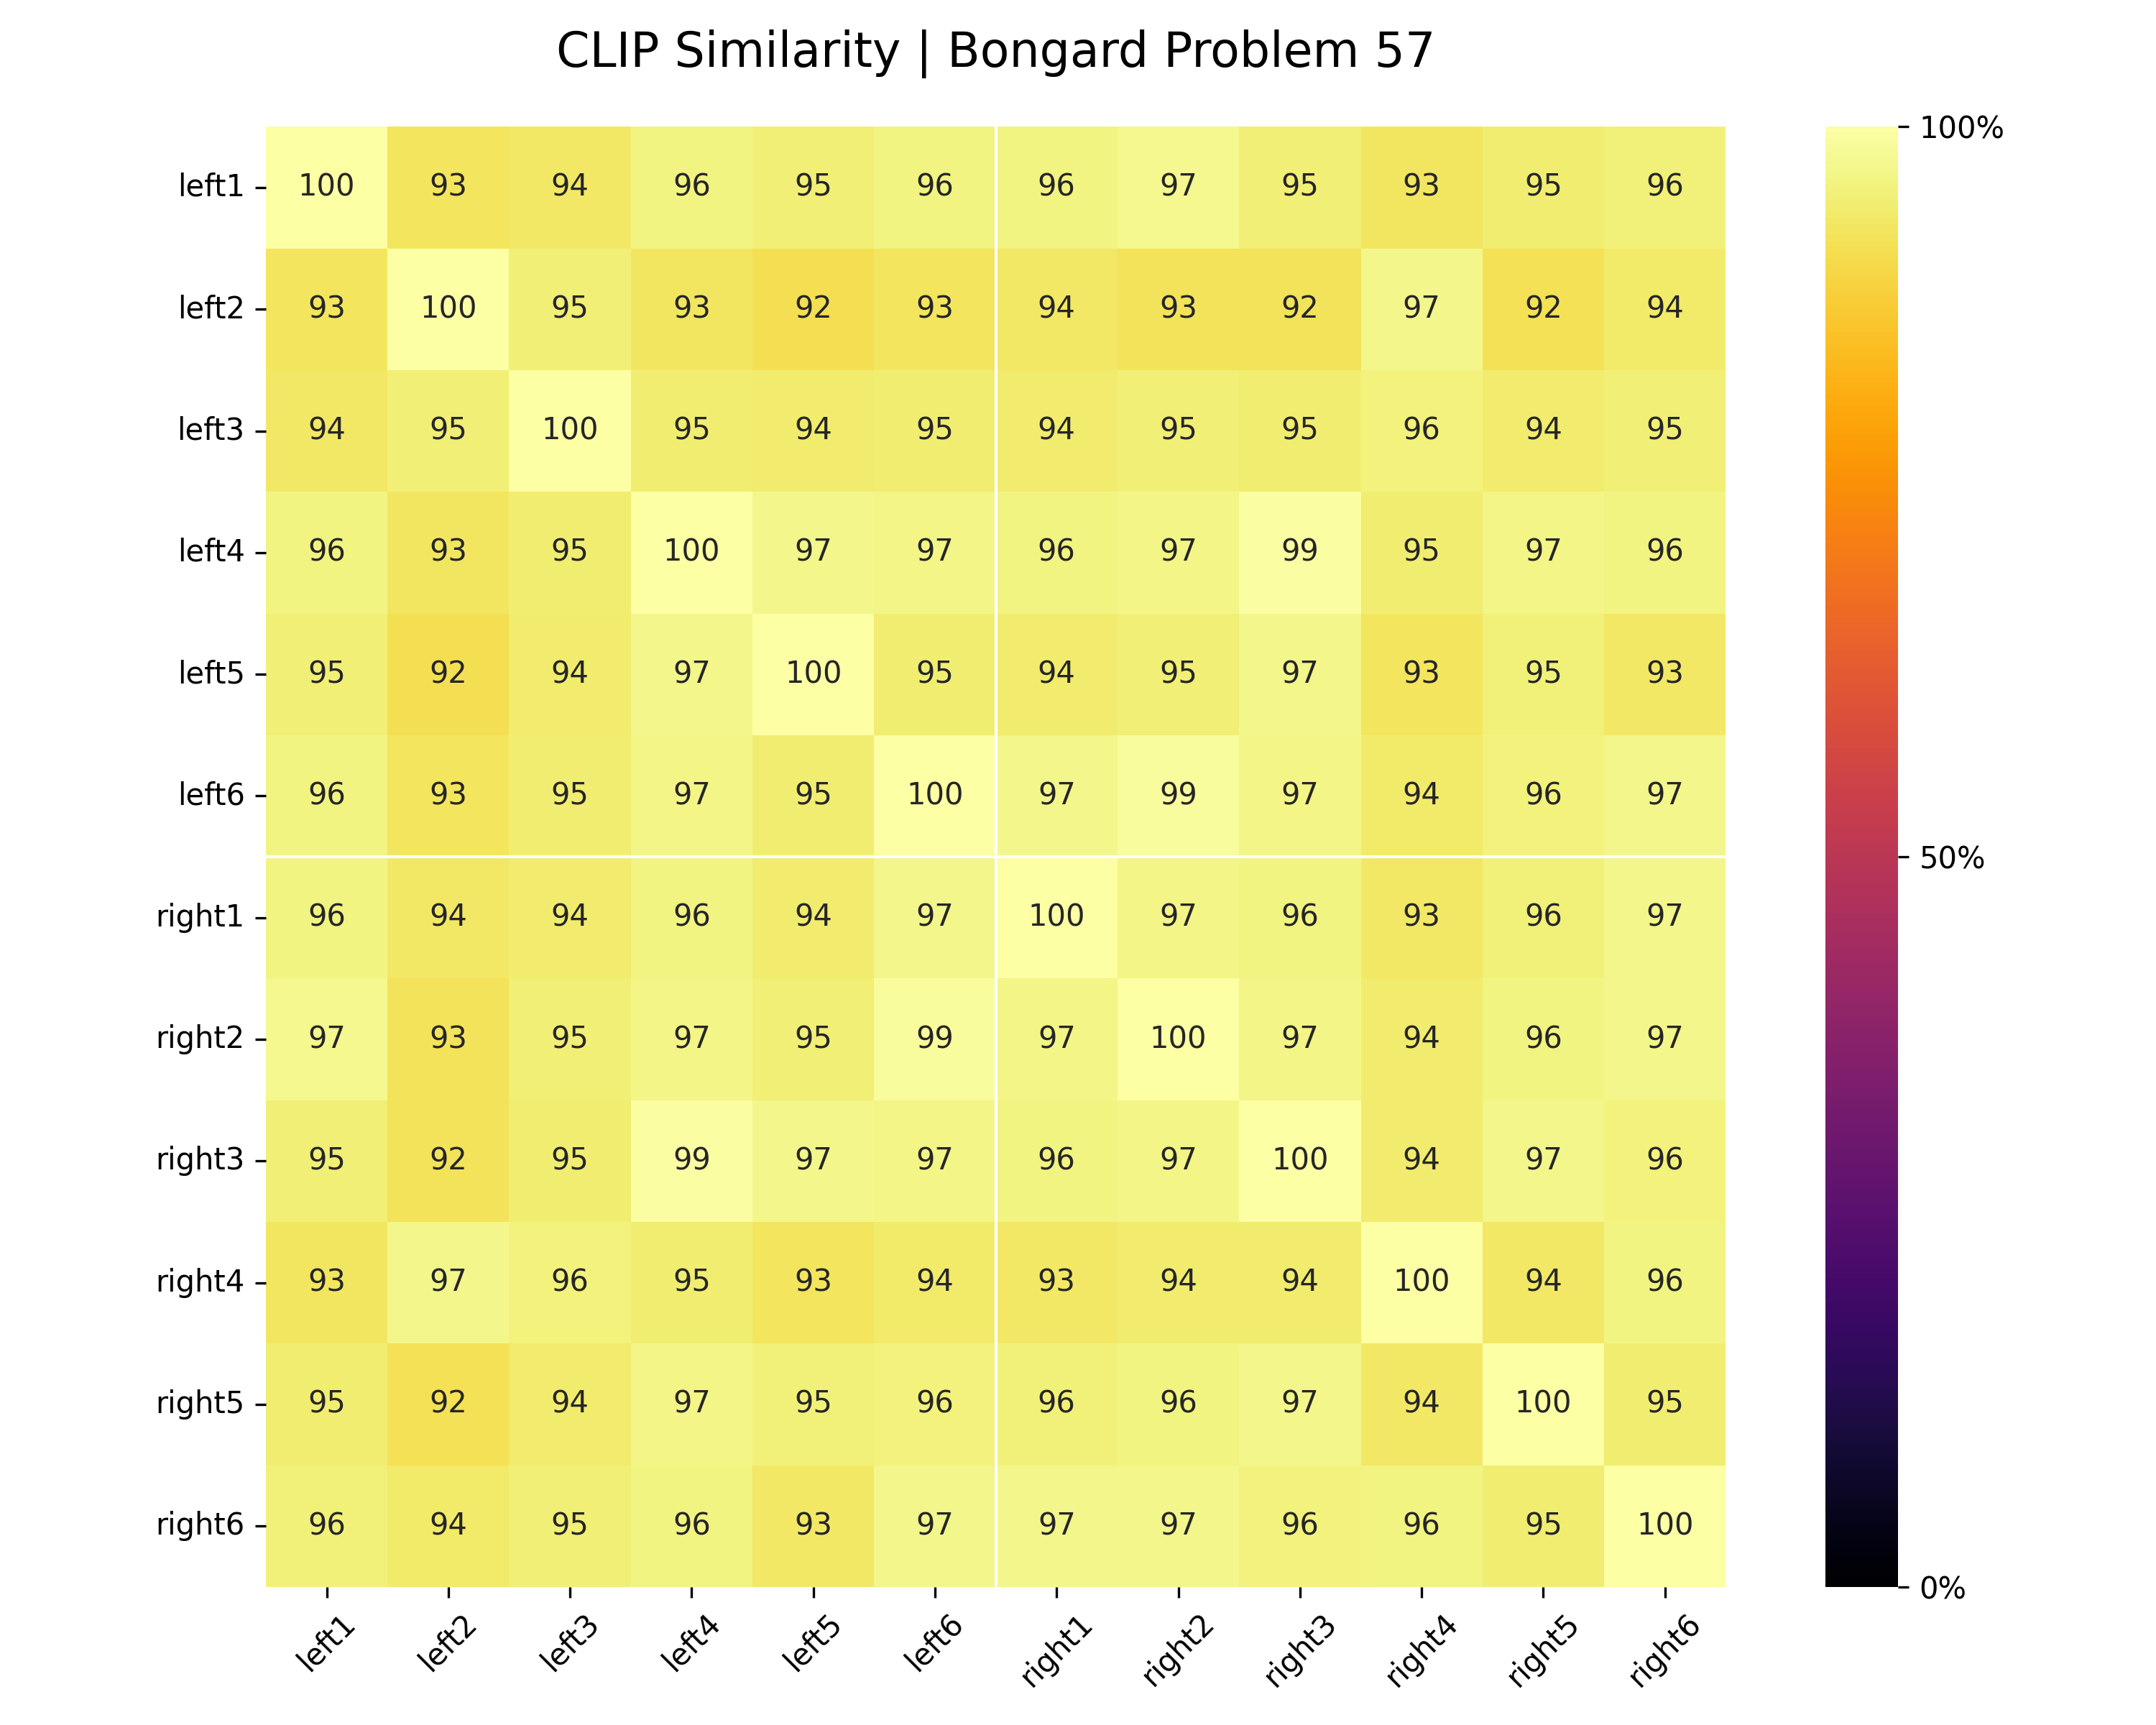 CLIP Similarity | Bongard Problem 57
left1 100 93 94 96 95 96 96 97 95 93 95 96
left2 93 100 95 93 92 93 94 93 92 97 92 94
left3 94 95 100 95 94 95 94 95 95 96 94 95
left4 96 93 95 100 97 97 96 97 99 95 97 96
left5 95 92 94 97 100 95 94 95 97 93 95 93
left6 96 93 95 97 95 100 97 99 97 94 96 97
right1 96 94 94 96 94 97 100 97 96 93 96 97
right2 97 93 95 97 95 99 97 100 97 94 96 97
right3 95 92 95 99 97 97 96 97 100 94 97 96
right4 93 97 96 95 93 94 93 94 94 100 94 96
right5 95 92 94 97 95 96 96 96 97 94 100 95
right6 96 94 95 96 93 97 97 97 96 96 95 100
left1 left2 left3 left4 left5 left6 right1 right2 right3 right4 right5 right6
100%
50%
0%